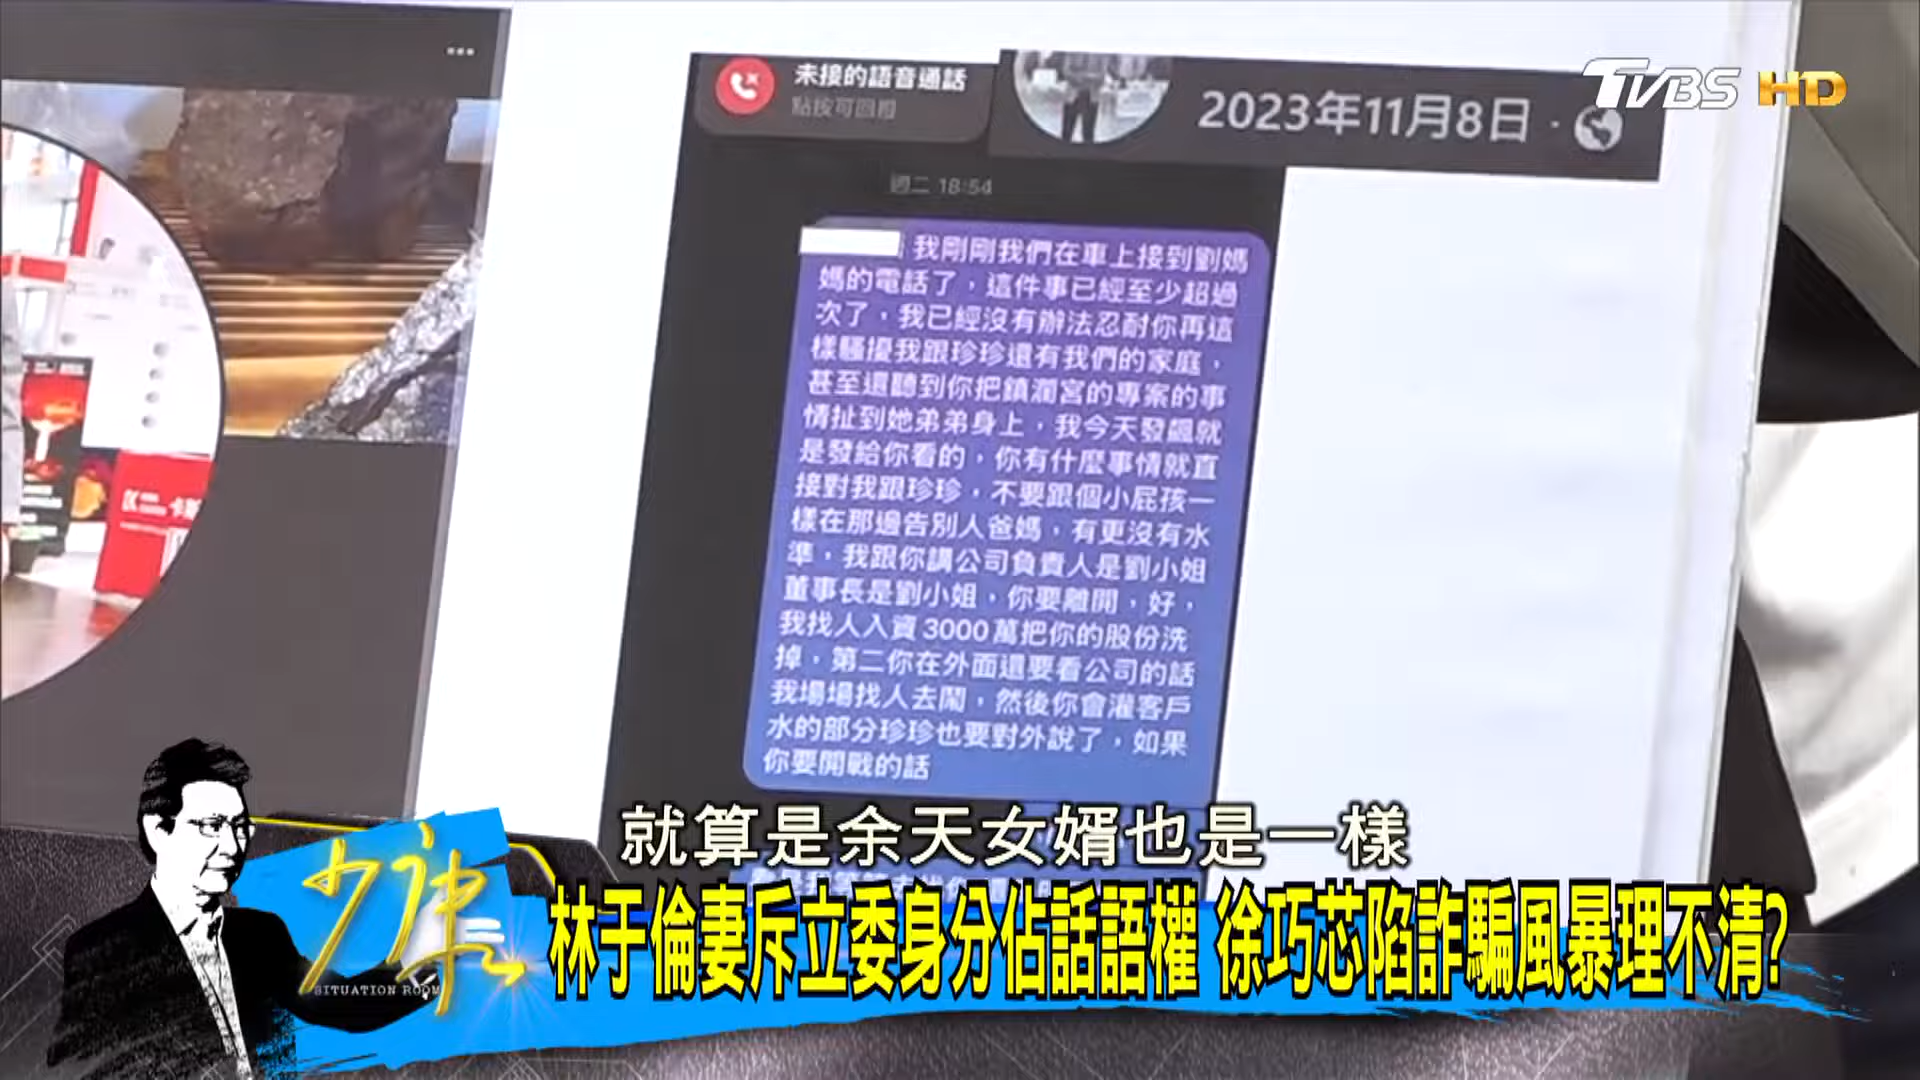 TVBS HD
未接的語音通話
點按可回撥
2023年11月8日
週二 18:54
我剛剛我們在車上接到劉媽
媽的電話了，這件事已經至少超過
次了，我已經沒有辦法忍耐你再這
樣騷擾我跟珍珍還有我們的家庭，
甚至還聽到你把鎮瀾宮的專案的事
情扯到她弟弟身上，我今天發飆就
是發給你看的，你有什麼事情就直
接對我跟珍珍，不要跟個小屁孩一
樣在那邊告別人爸媽，有更沒有水
準，我跟你講公司負責人是劉小姐
董事長是劉小姐，你要離開，好，
我找人入資3000萬把你的股份洗
掉，第二你在外面還要看公司的話
我場場找人去鬧，然後你會灌客戶
水的部分珍珍也要對外說了，如果
你要開戰的話
就算是余天女婿也是一樣
少康
SITUATION ROOM
林于倫妻斥立委身分佔話語權 徐巧芯陷詐騙風暴理不清?